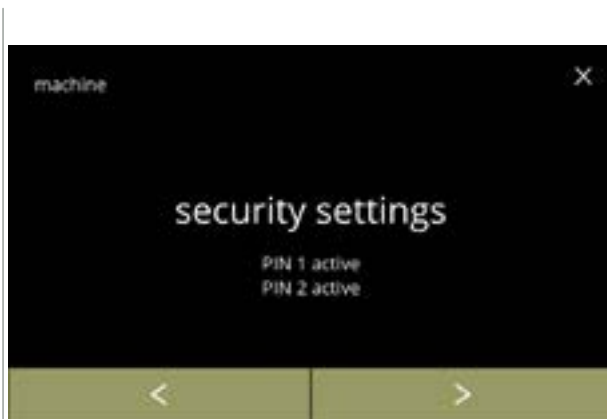 machine
X
security settings
PIN 1 active
PIN 2 active
< >